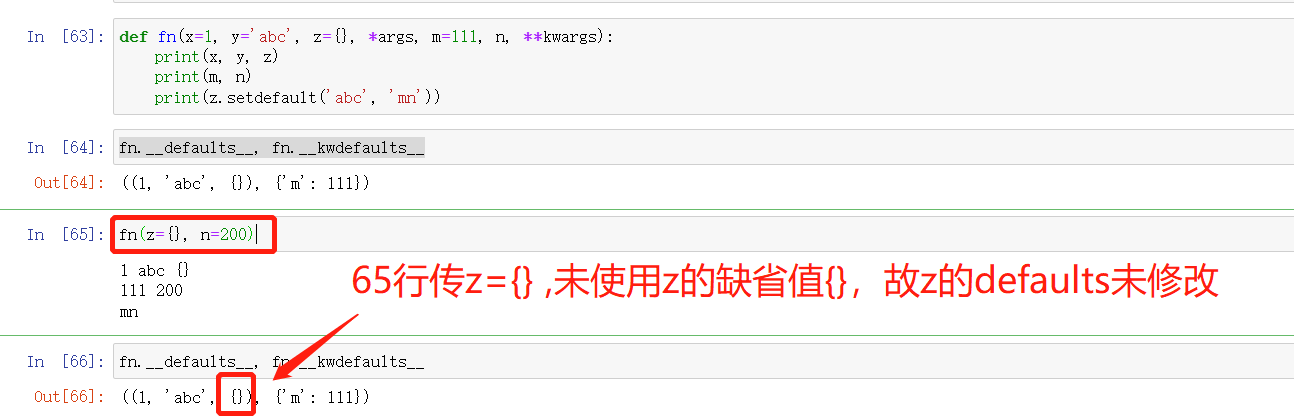 In [63]: def fn(x=1, y='abc', z={}, *args, m=111, n, **kwargs):
print(x, y, z)
print(m, n)
print(z.setdefault('abc', 'mn'))
In [64]: fn.__defaults__, fn.__kwdefaults__
Out[64]: ((1, 'abc', {}), {'m': 111})
In [65]: fn(z={}, n=200)
1 abc {}
111 200
mn
65行传z={} ,未使用z的缺省值{}，故z的defaults未修改
In [66]: fn.__defaults__, fn.__kwdefaults__
Out[66]: ((1, 'abc', {}), {'m': 111})